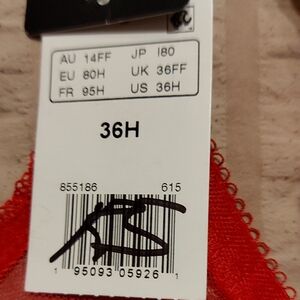 AU 14FF JP I80
EU 80H UK 36FF
FR 95H US 36H
36H
855186 615
1 95093 05926 1